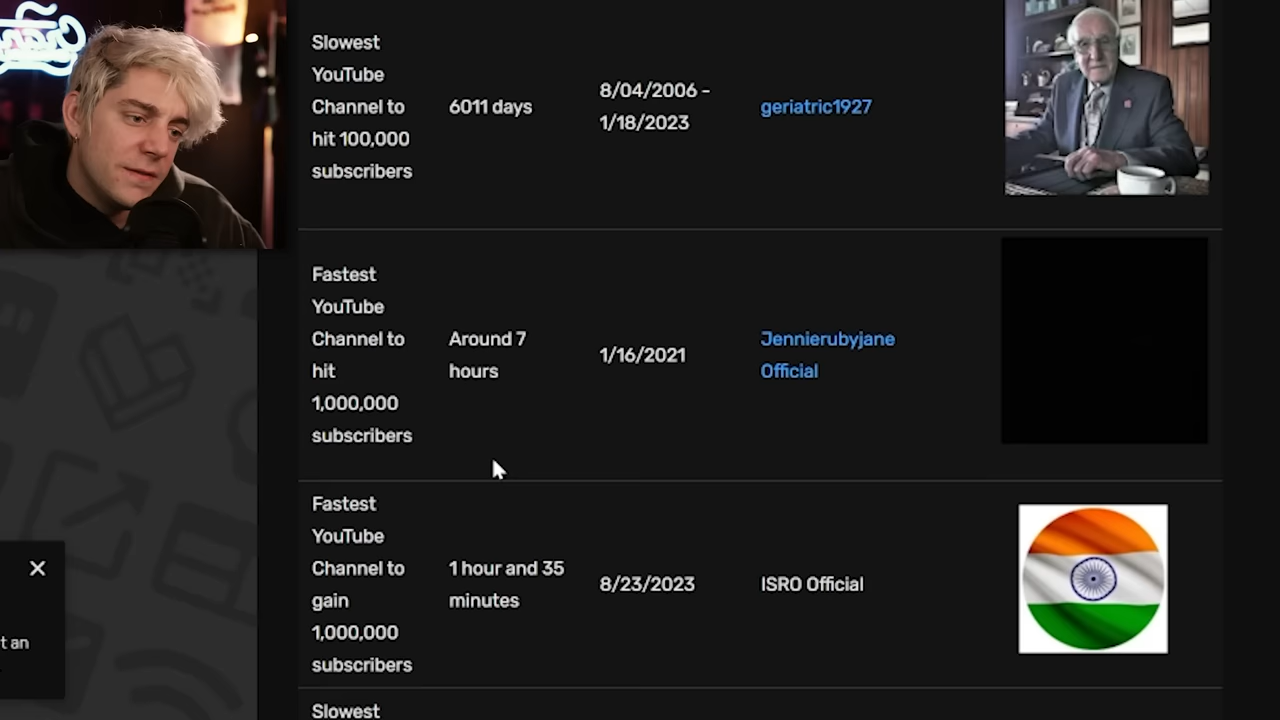 Slowest
YouTube
Channel to
hit 100,000
subscribers
6011 days
8/04/2006 -
1/18/2023
geriatric1927
Fastest
YouTube
Channel to
hit
1,000,000
subscribers
Around 7
hours
1/16/2021
Jennierubyjane
Official
Fastest
YouTube
Channel to
gain
1,000,000
subscribers
1 hour and 35
minutes
8/23/2023
ISRO Official
t an
Slowest